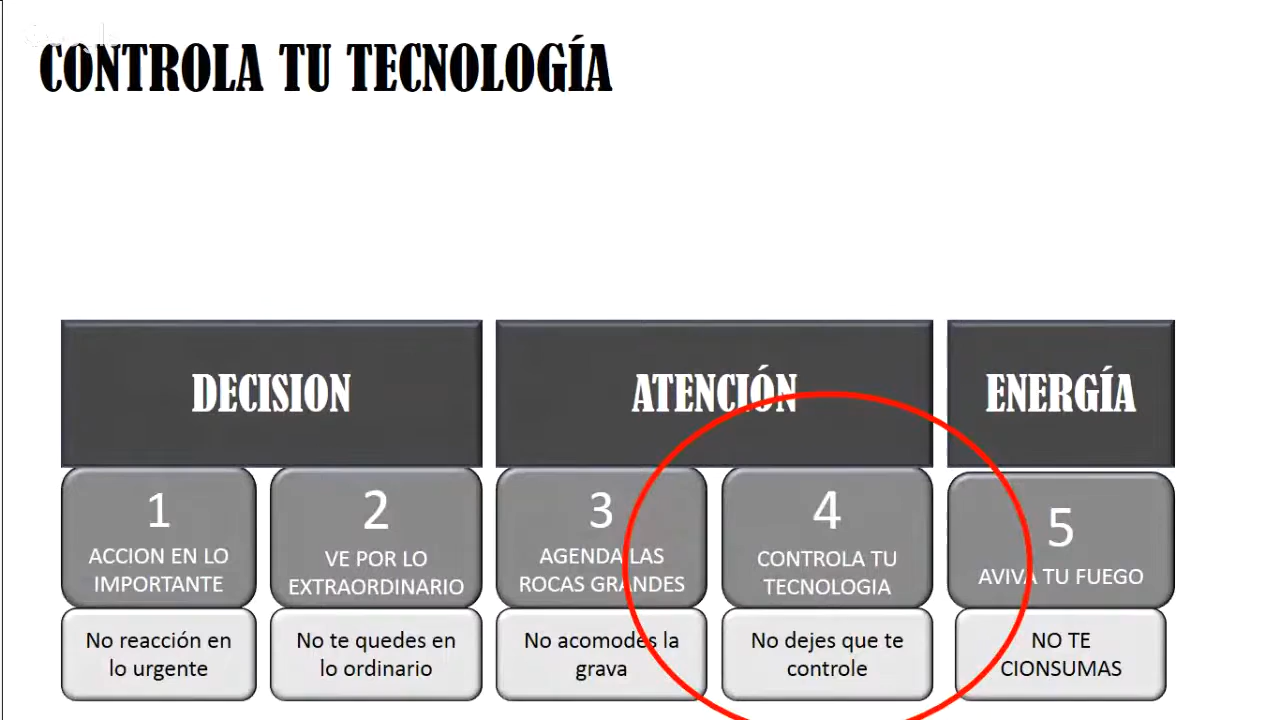 Google
CONTROLA TU TECNOLOGÍA
DECISION
ATENCIÓN
ENERGÍA
1
ACCION EN LO
IMPORTANTE
2
VE POR LO
EXTRAORDINARIO
3
AGENDA LAS
ROCAS GRANDES
4
CONTROLA TU
TECNOLOGIA
5
AVIVA TU FUEGO
No reacción en
lo urgente
No te quedes en
lo ordinario
No acomodes la
grava
No dejes que te
controle
NO TE
CIONSUMAS